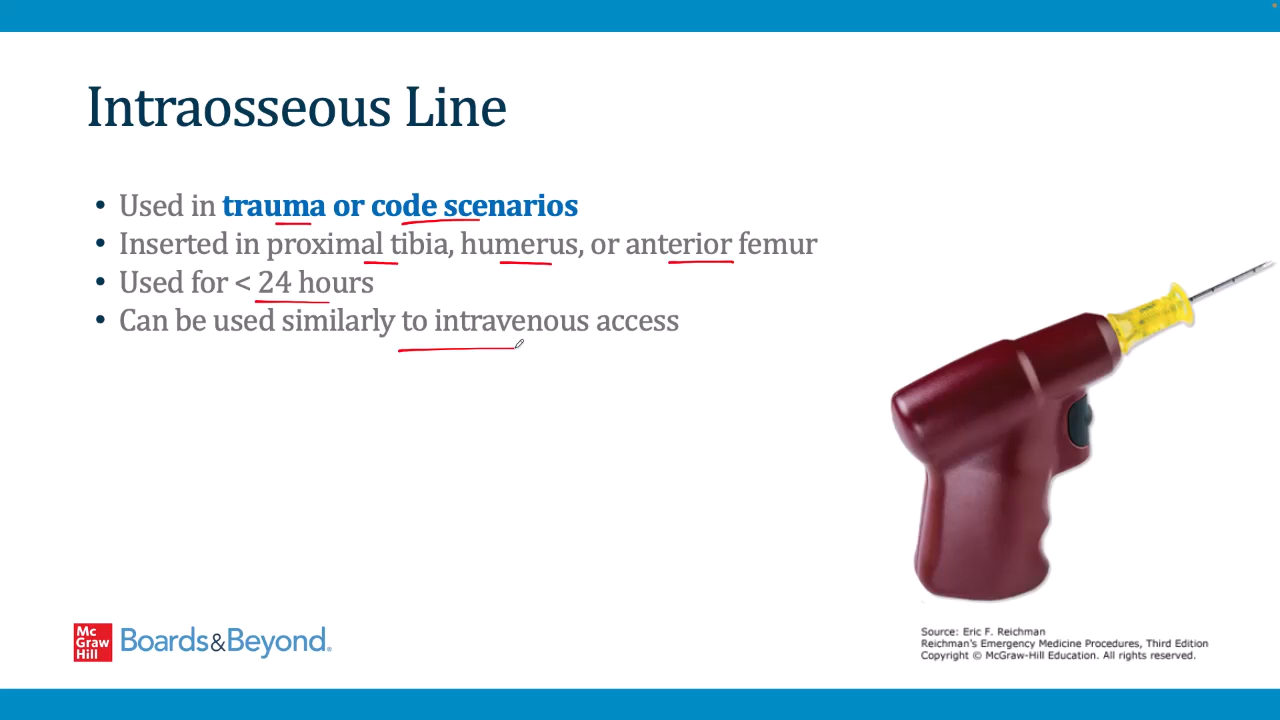 Intraosseous Line
• Used in trauma or code scenarios
• Inserted in proximal tibia, humerus, or anterior femur
• Used for < 24 hours
• Can be used similarly to intravenous access
Mc
Graw
Hill
Boards&Beyond®
Source: Eric F. Reichman
Reichman's Emergency Medicine Procedures, Third Edition
Copyright © McGraw-Hill Education. All rights reserved.